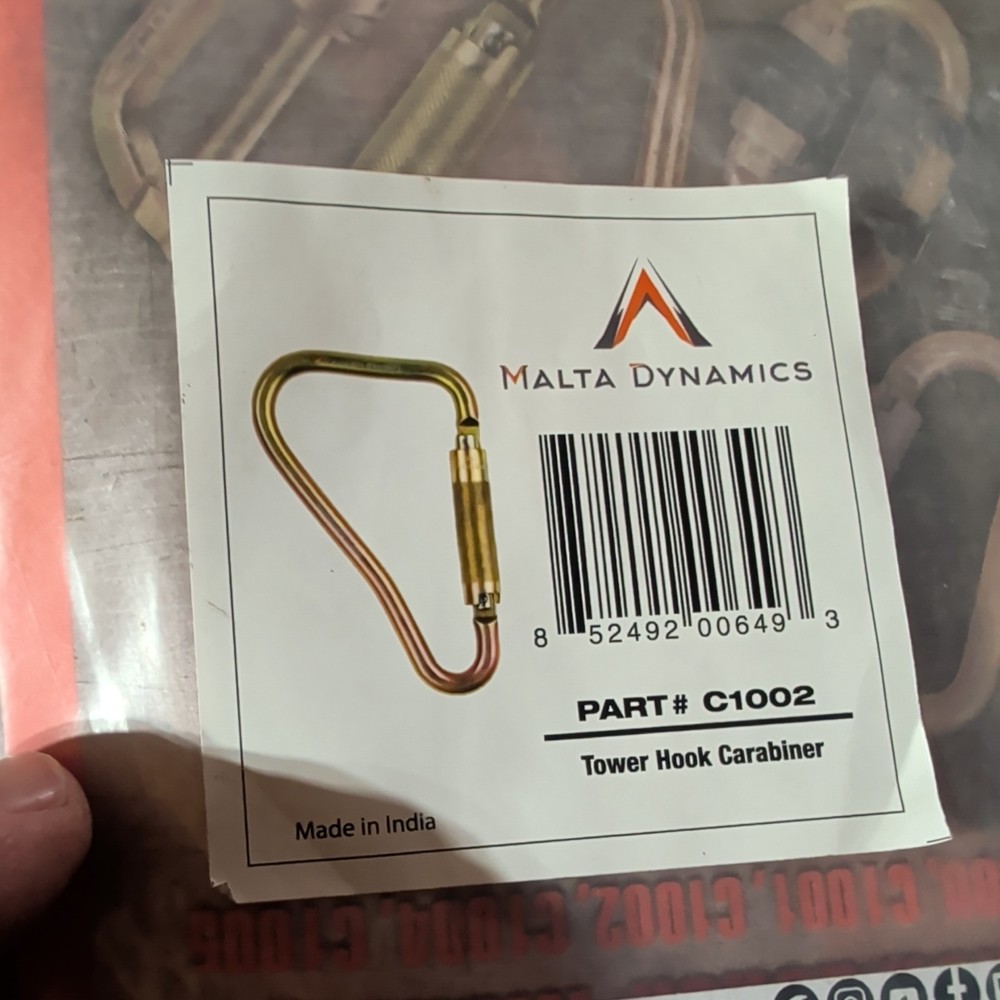 MALTA DYNAMICS
8 52492 00649 3
PART# C1002
Tower Hook Carabiner
Made in India
C1001, C1002, C1004, C1005